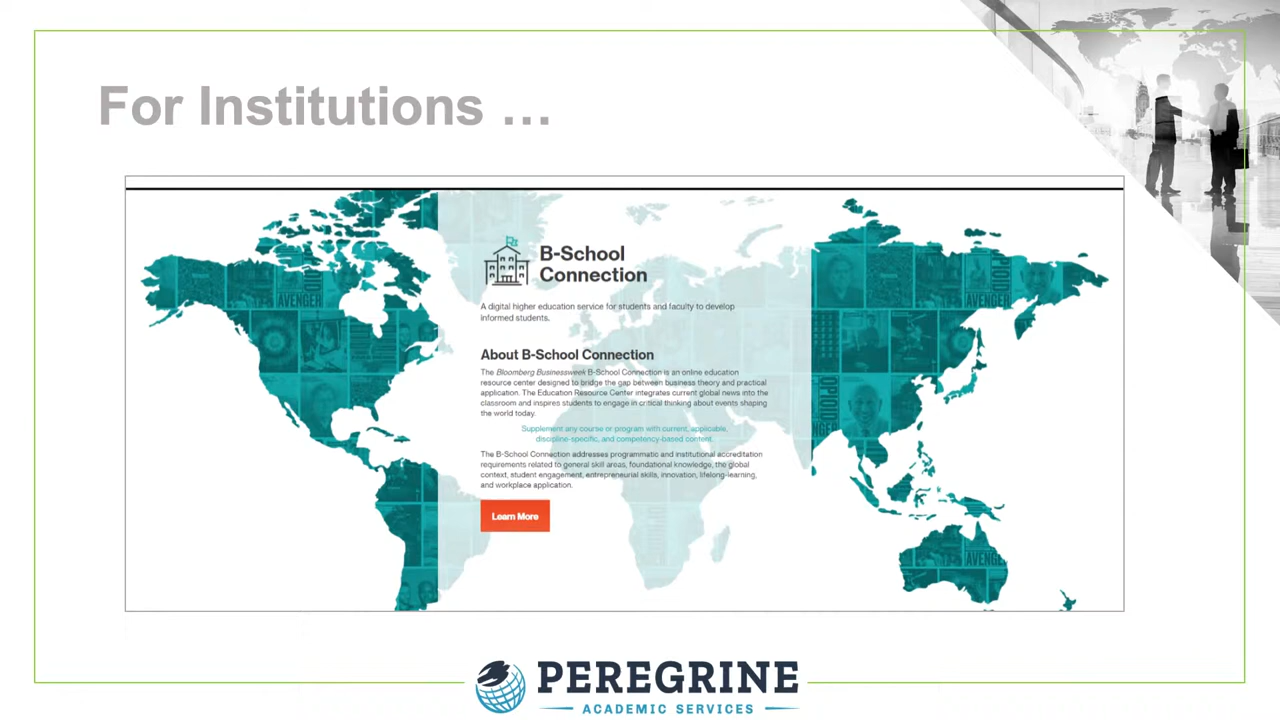 For Institutions …
B-School
Connection
A digital higher education service for students and faculty to develop
informed students.
About B-School Connection
The Bloomberg Businessweek B-School Connection is an online education
resource center designed to bridge the gap between business theory and practical
application. The Education Resource Center integrates current global news into the
classroom and inspires students to engage in critical thinking about events shaping
the world today.
Supplement any course or program with current, applicable,
discipline-specific, and competency-based content.
The B-School Connection addresses programmatic and institutional accreditation
requirements related to general skill areas, foundational knowledge, the global
context, student engagement, entrepreneurial skills, innovation, lifelong-learning,
and workplace application.
Learn More
AVENGER
OPIOID
AVENGER
OPIOID
AVENGER
AVENGE
PEREGRINE
ACADEMIC SERVICES